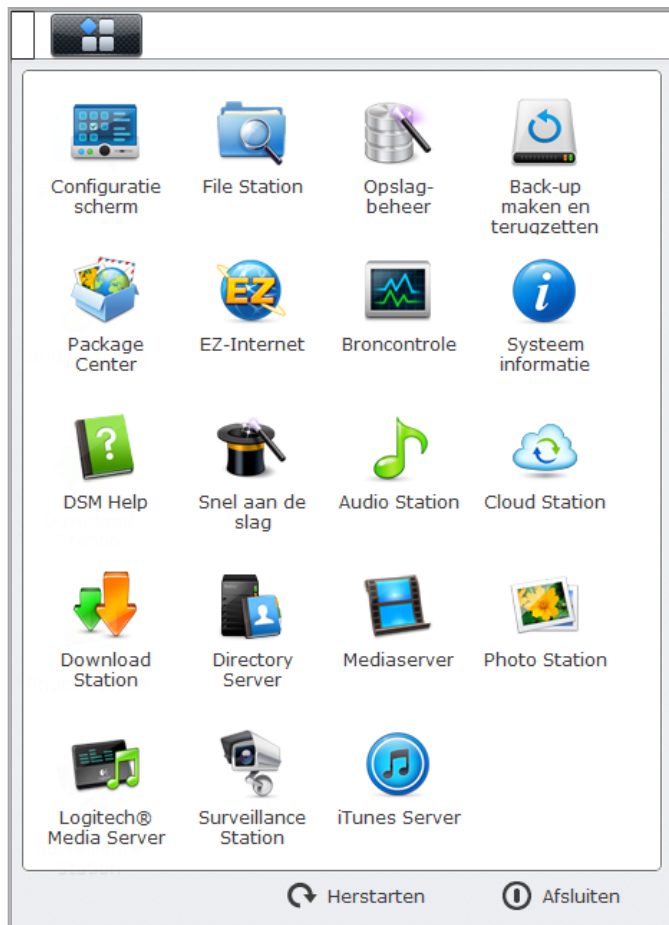 Configuratie scherm
File Station
Opslag-
beheer
Back-up
maken en
terugzetten
Package
Center
EZ
EZ-Internet
Broncontrole
Systeem
informatie
DSM Help
Snel aan de
slag
Audio Station
Cloud Station
Download
Station
Directory
Server
Mediaserver
Photo Station
Logitech®
Media Server
Surveillance
Station
iTunes Server
Herstarten
Afsluiten